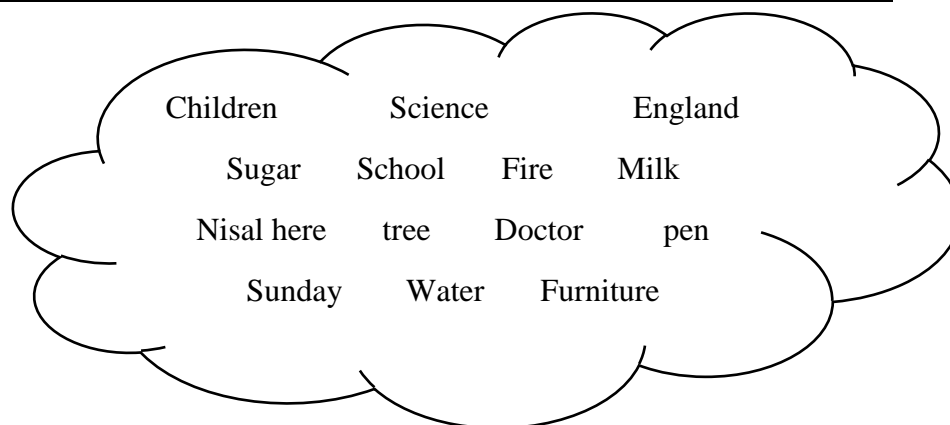 Children Science England
Sugar School Fire Milk
Nisal here tree Doctor pen
Sunday Water Furniture